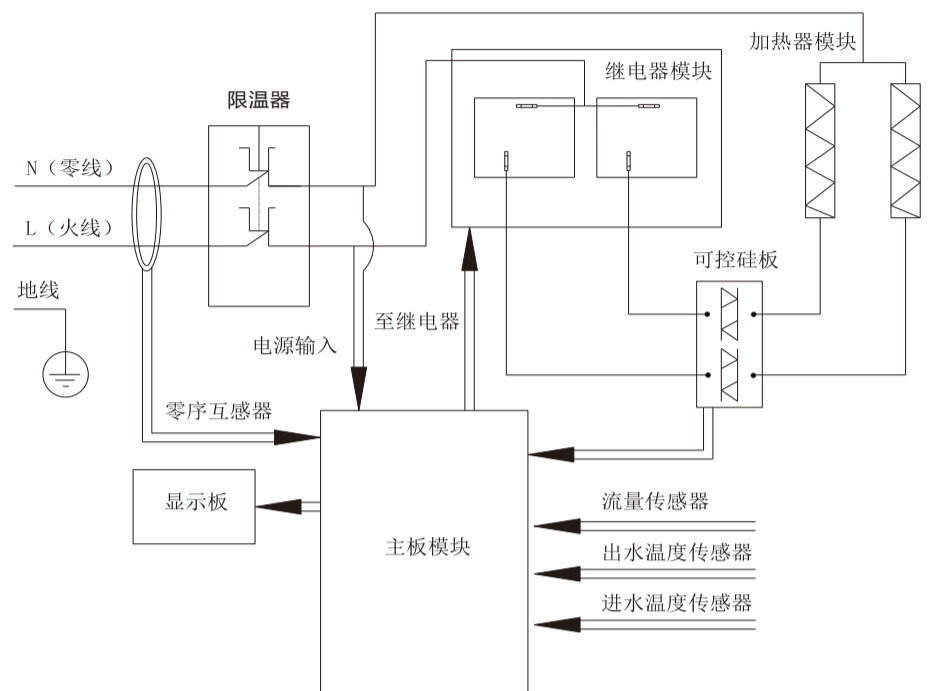 加热器模块
继电器模块
限温器
N（零线）
L（火线）
可控硅板
地线
至继电器
电源输入
零序互感器
显示板
流量传感器
主板模块
出水温度传感器
进水温度传感器